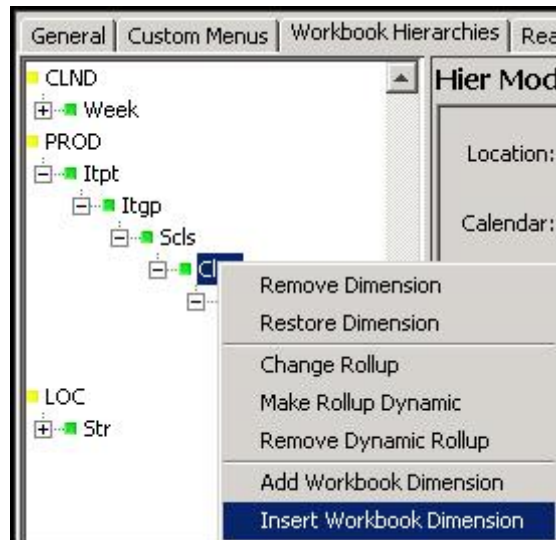 General Custom Menus Workbook Hierarchies
CLND
Week
PROD
Itpt
Itgp
Scls
LOC
Str
Hier Mod
Location:
Calendar:
Remove Dimension
Restore Dimension
Change Rollup
Make Rollup Dynamic
Remove Dynamic Rollup
Add Workbook Dimension
Insert Workbook Dimension